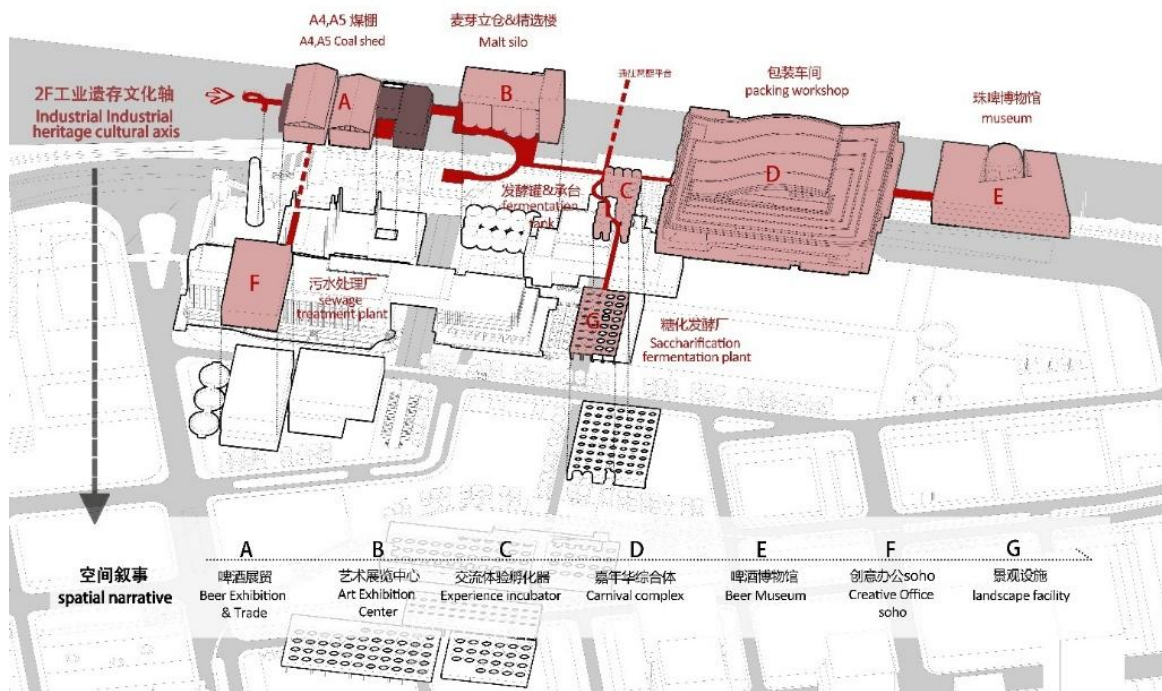 A4,A5 煤棚
A4,A5 Coal shed
麦芽立仓&精选楼
Malt silo
包装车间
packing workshop
珠啤博物馆
museum
2F工业遗存文化轴
Industrial Industrial
heritage cultural axis
A
B
C
D
E
发酵罐&承台
fermentation
tank
F
污水处理厂
sewage
treatment plant
G
糖化发酵厂
Saccharification
fermentation plant
空间叙事
spatial narrative
A
啤酒展贸
Beer Exhibition
& Trade
B
艺术展览中心
Art Exhibition
Center
C
交流体验孵化器
Experience incubator
D
嘉年华综合体
Carnival complex
E
啤酒博物馆
Beer Museum
F
创意办公soho
Creative Office
soho
G
景观设施
landscape facility